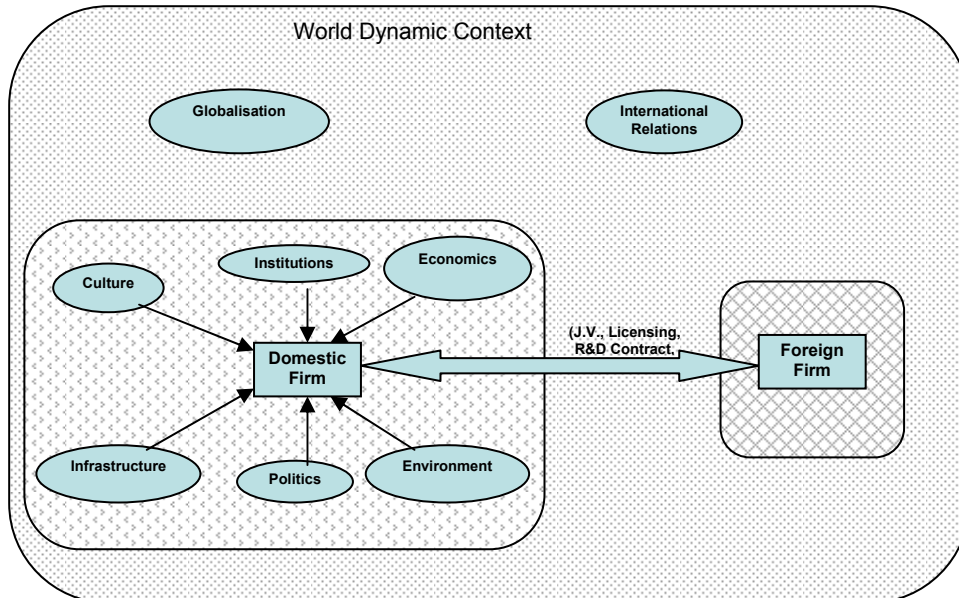 World Dynamic Context
Globalisation
International
Relations
Culture
Institutions
Economics
(J.V., Licensing,
R&D Contract,
Domestic
Firm
Foreign
Firm
Infrastructure
Politics
Environment